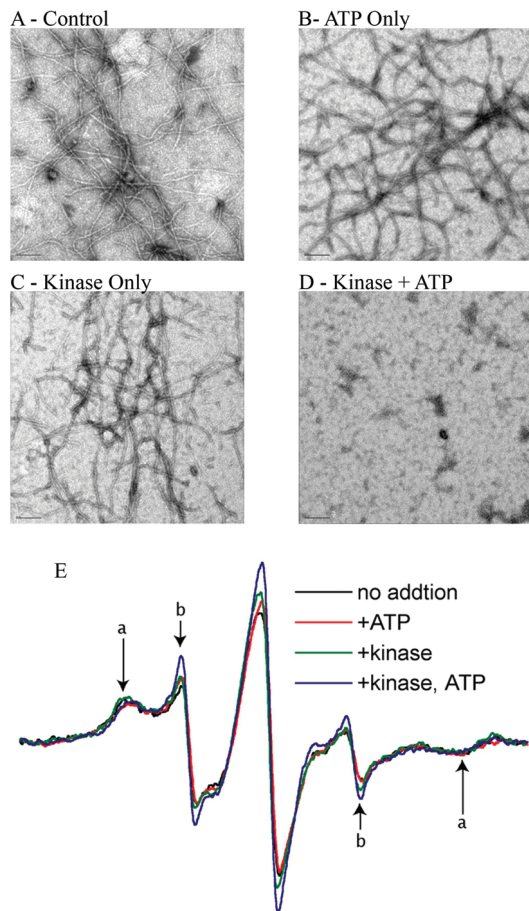 A - Control
B- ATP Only
C - Kinase Only
D - Kinase + ATP
E
a
b
no addtion
+ATP
+kinase
+kinase, ATP
b
a